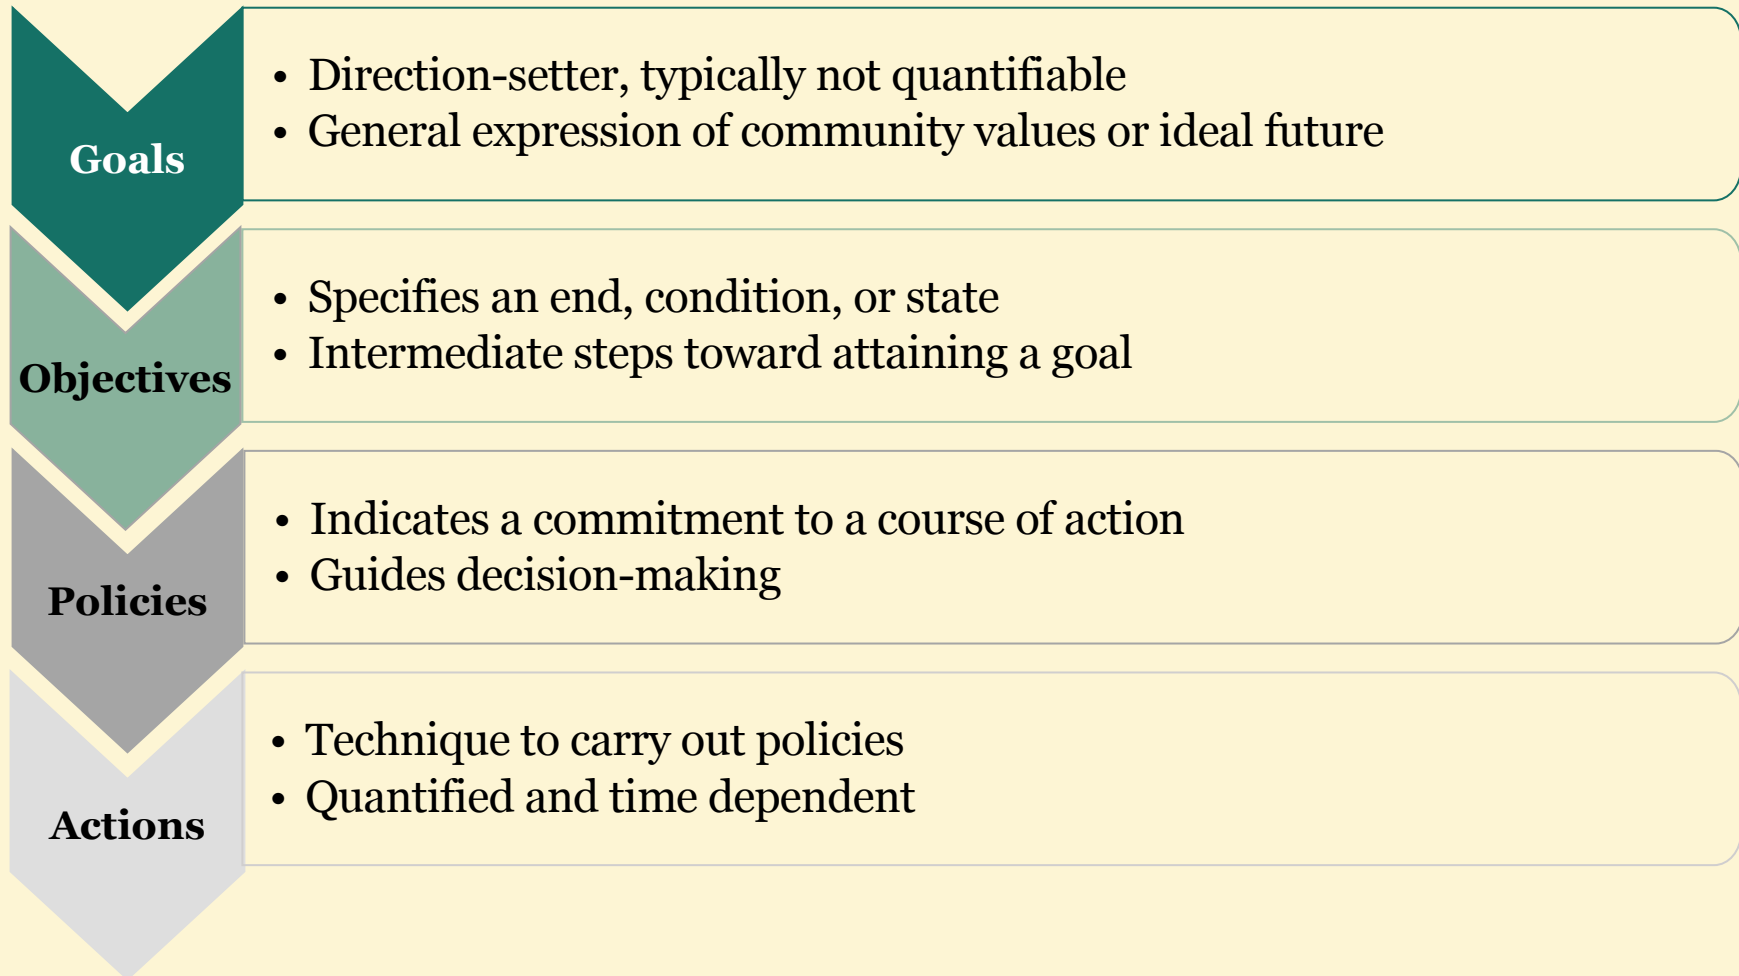 Goals
• Direction-setter, typically not quantifiable
• General expression of community values or ideal future
Objectives
• Specifies an end, condition, or state
• Intermediate steps toward attaining a goal
Policies
• Indicates a commitment to a course of action
• Guides decision-making
Actions
• Technique to carry out policies
• Quantified and time dependent